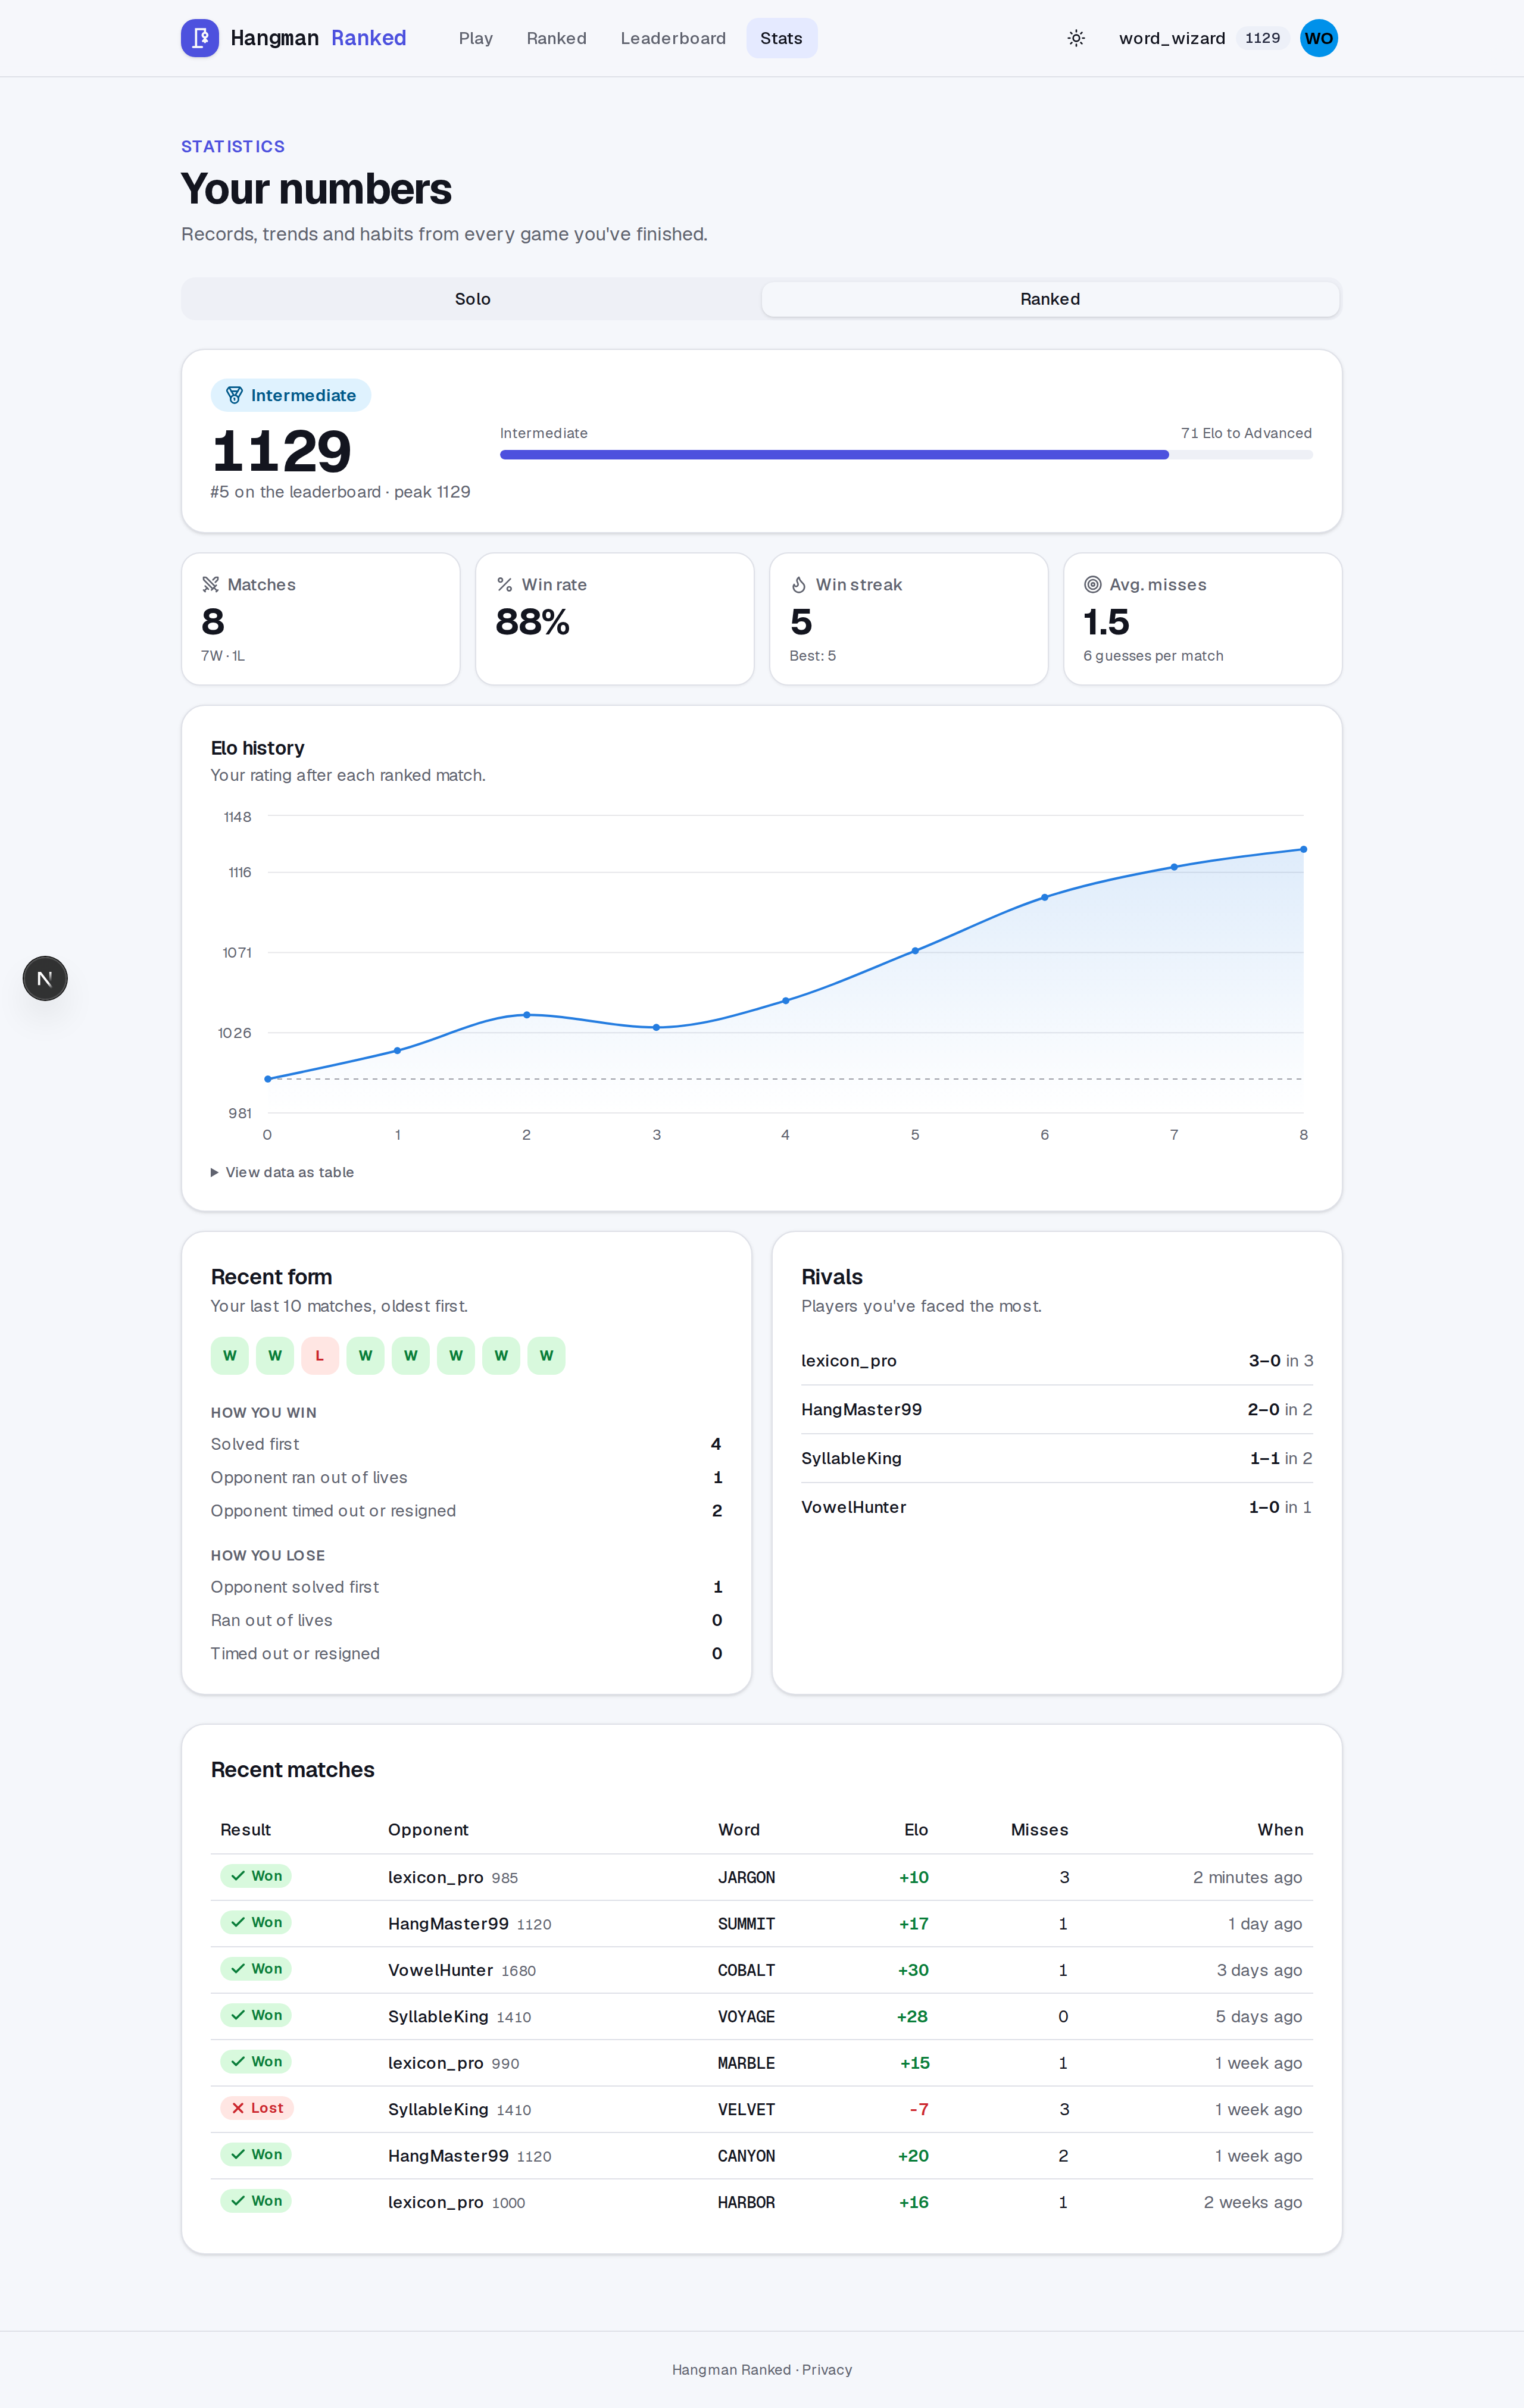 Hangman Ranked Play Ranked Leaderboard Stats word_wizard 1129 WO
STATISTICS
Your numbers
Records, trends and habits from every game you've finished.
Solo Ranked
Intermediate
1129
#5 on the leaderboard · peak 1129
Intermediate 71 Elo to Advanced
Matches
8
7W · 1L
Win rate
88%
Win streak
5
Best: 5
Avg. misses
1.5
6 guesses per match
Elo history
Your rating after each ranked match.
1148
1116
1071
1026
981
0 1 2 3 4 5 6 7 8
View data as table
N
Recent form
Your last 10 matches, oldest first.
W W L W W W W W
HOW YOU WIN
Solved first 4
Opponent ran out of lives 1
Opponent timed out or resigned 2
HOW YOU LOSE
Opponent solved first 1
Ran out of lives 0
Timed out or resigned 0
Rivals
Players you've faced the most.
lexicon_pro 3–0 in 3
HangMaster99 2–0 in 2
SyllableKing 1–1 in 2
VowelHunter 1–0 in 1
Recent matches
Result Opponent Word Elo Misses When
Won lexicon_pro 985 JARGON +10 3 2 minutes ago
Won HangMaster99 1120 SUMMIT +17 1 1 day ago
Won VowelHunter 1680 COBALT +30 1 3 days ago
Won SyllableKing 1410 VOYAGE +28 0 5 days ago
Won lexicon_pro 990 MARBLE +15 1 1 week ago
Lost SyllableKing 1410 VELVET -7 3 1 week ago
Won HangMaster99 1120 CANYON +20 2 1 week ago
Won lexicon_pro 1000 HARBOR +16 1 2 weeks ago
Hangman Ranked · Privacy